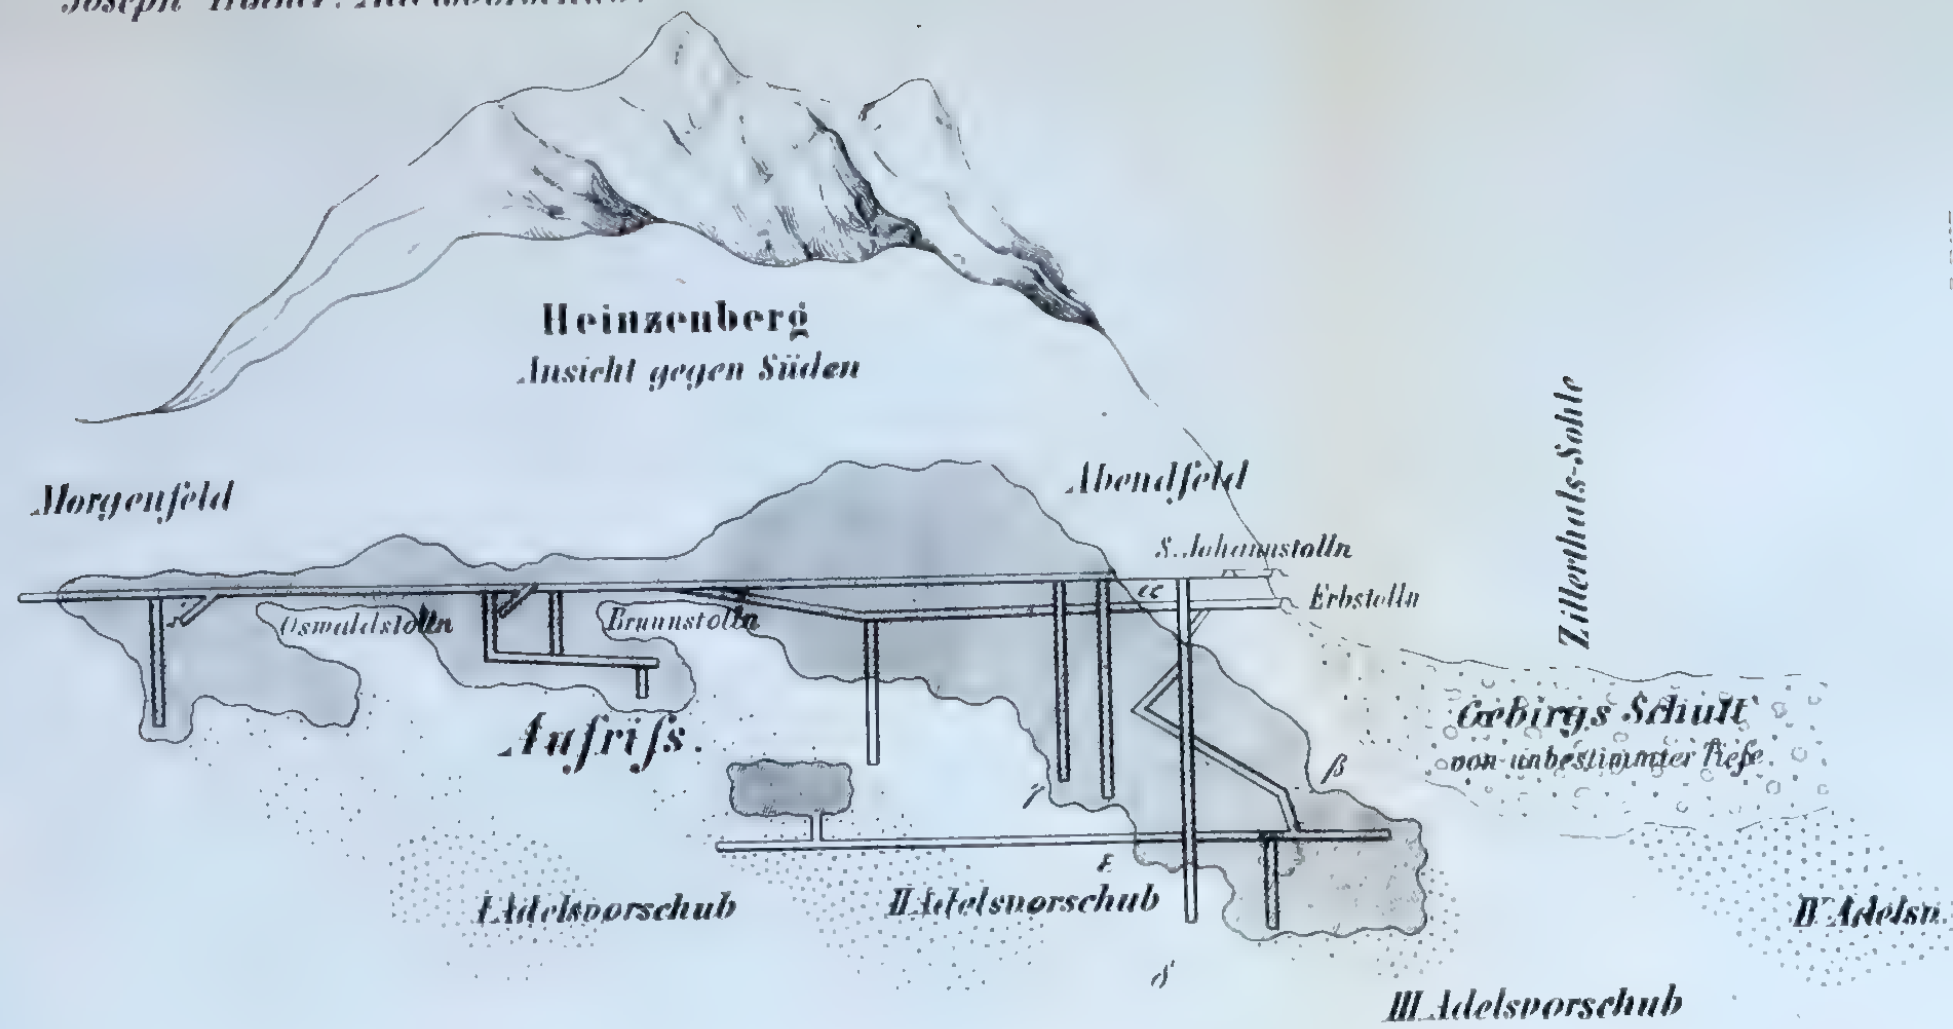 Joseph
Heinzenberg
Ansicht gegen Süden
Zillerthals-Sohle
Morgenfeld
Abendfeld
S. Johannstolln
α
Erbstolln
Oswaldstolln
Brunnstolln
Aufriſs.
Gebirgs Schutt
von unbestimmter Tiefe.
β
γ
ε
I Adelsvorschub
II Adelsvorschub
IV Adelsv.
δ
III Adelsvorschub